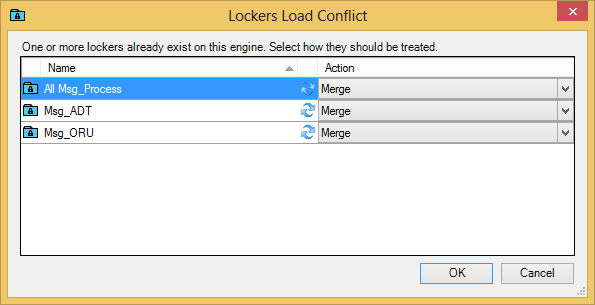 Lockers Load Conflict
One or more lockers already exist on this engine. Select how they should be treated.
Name Action
All Msg_Process Merge
Msg_ADT Merge
Msg_ORU Merge
OK Cancel